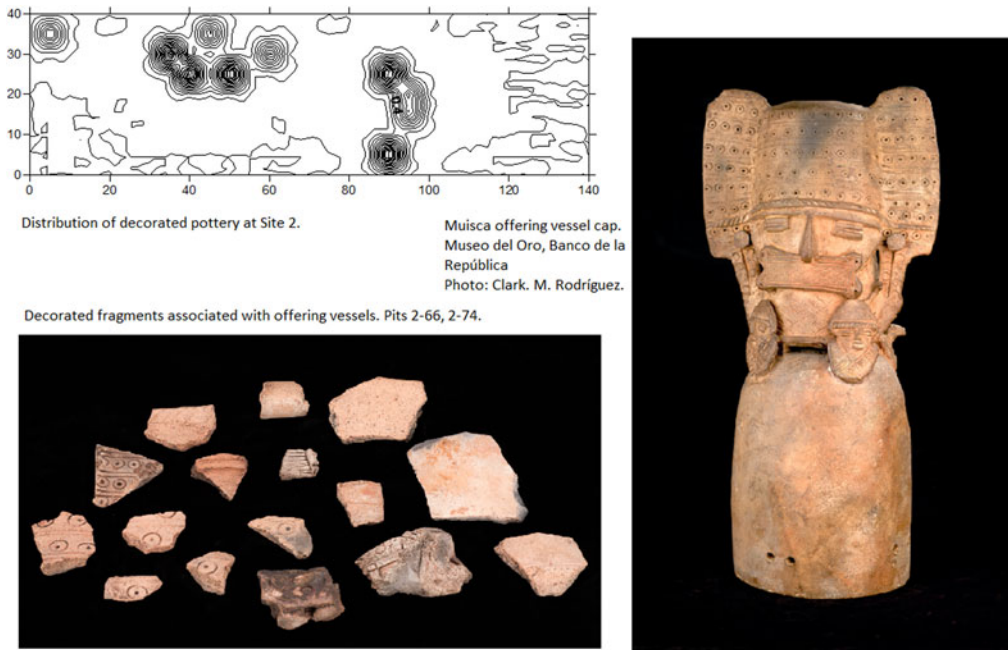 40
30
20
10
0
0
20
40
60
80
100
120
140
Distribution of decorated pottery at Site 2.
Muisca offering vessel cap.
Museo del Oro, Banco de la
República
Photo: Clark. M. Rodríguez.
Decorated fragments associated with offering vessels. Pits 2-66, 2-74.